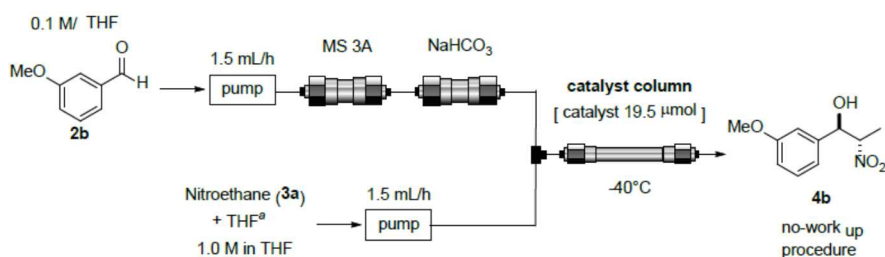 0.1 M/ THF
MeO
O
H
2b
1.5 mL/h
pump
MS 3A
NaHCO3
catalyst column
[ catalyst 19.5 μmol ]
-40°C
OH
MeO
NO2
4b
no-work up
procedure
Nitroethane (3a)
+ THFa
1.0 M in THF
1.5 mL/h
pump